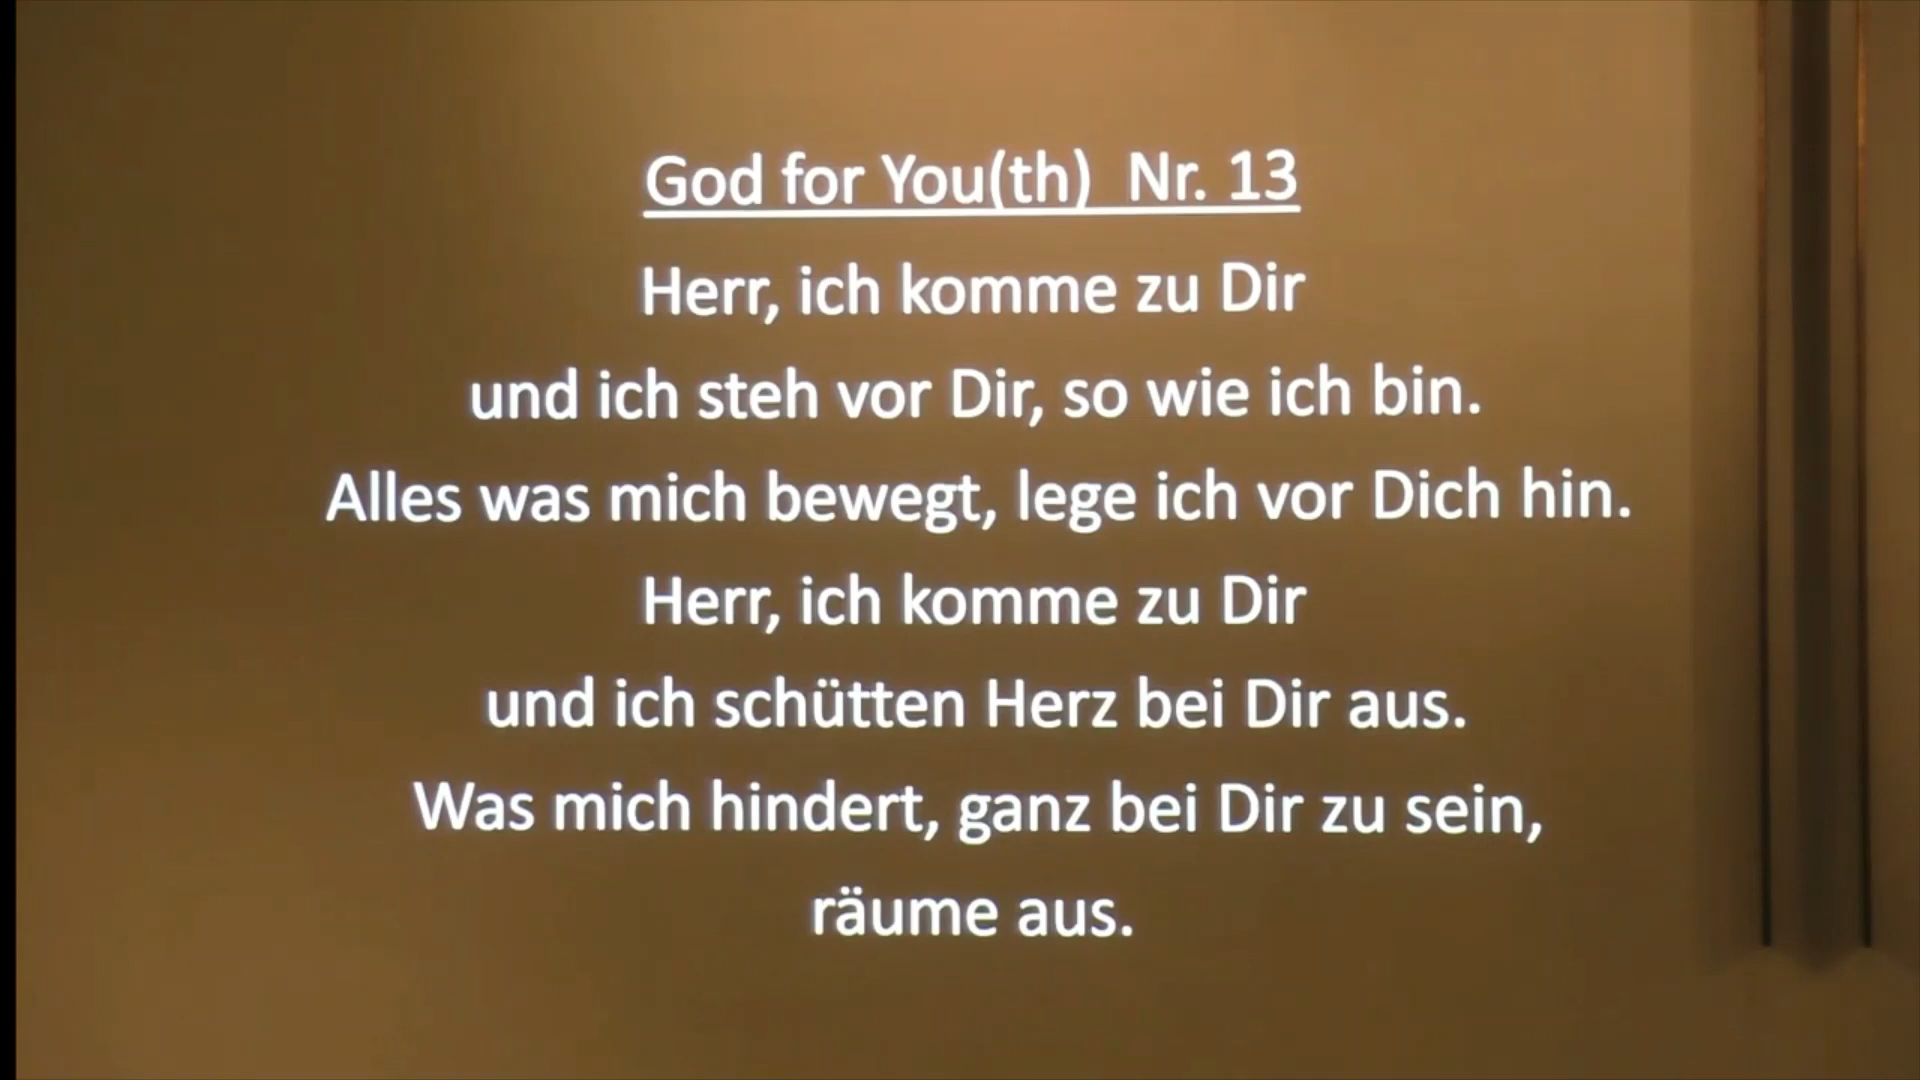 God for You(th)  Nr. 13
Herr, ich komme zu Dir
und ich steh vor Dir, so wie ich bin.
Alles was mich bewegt, lege ich vor Dich hin.
Herr, ich komme zu Dir
und ich schütten Herz bei Dir aus.
Was mich hindert, ganz bei Dir zu sein,
räume aus.